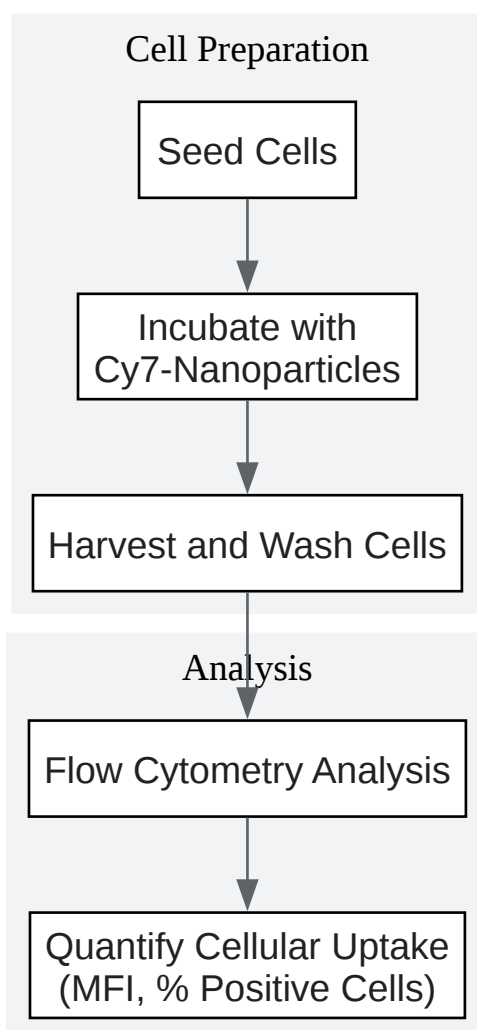 Cell Preparation
Seed Cells
Incubate with
Cy7-Nanoparticles
Harvest and Wash Cells
Analysis
Flow Cytometry Analysis
Quantify Cellular Uptake
(MFI, % Positive Cells)